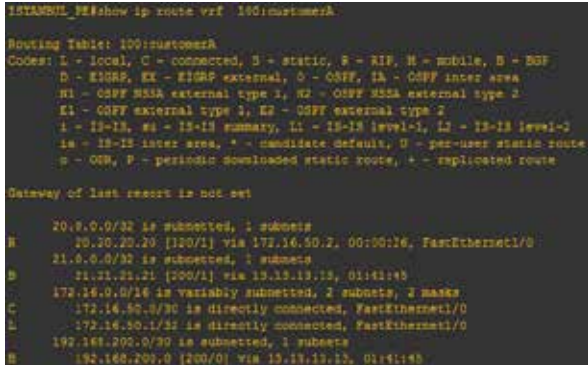 ISTANBUL_PE#show ip route vrf 100:customerA
Routing Table: 100:customerA
Codes: L - local, C - connected, S - static, R - RIP, M - mobile, B - BGP
D - EIGRP, EX - EIGRP external, O - OSPF, IA - OSPF inter area
N1 - OSPF NSSA external type 1, N2 - OSPF NSSA external type 2
E1 - OSPF external type 1, E2 - OSPF external type 2
i - IS-IS, su - IS-IS summary, L1 - IS-IS level-1, L2 - IS-IS level-2
ia - IS-IS inter area, * - candidate default, U - per-user static route
o - ODR, P - periodic downloaded static route, + - replicated route
Gateway of last resort is not set
20.0.0.0/32 is subnetted, 1 subnets
R 20.20.20.20 [120/1] via 172.16.50.2, 00:00:16, FastEthernet1/0
21.0.0.0/32 is subnetted, 1 subnets
B 21.21.21.21 [200/1] via 13.13.13.13, 01:41:45
172.16.0.0/16 is variably subnetted, 2 subnets, 2 masks
C 172.16.50.0/30 is directly connected, FastEthernet1/0
L 172.16.50.1/32 is directly connected, FastEthernet1/0
192.168.200.0/30 is subnetted, 1 subnets
B 192.168.200.0 [200/0] via 13.13.13.13, 01:41:45